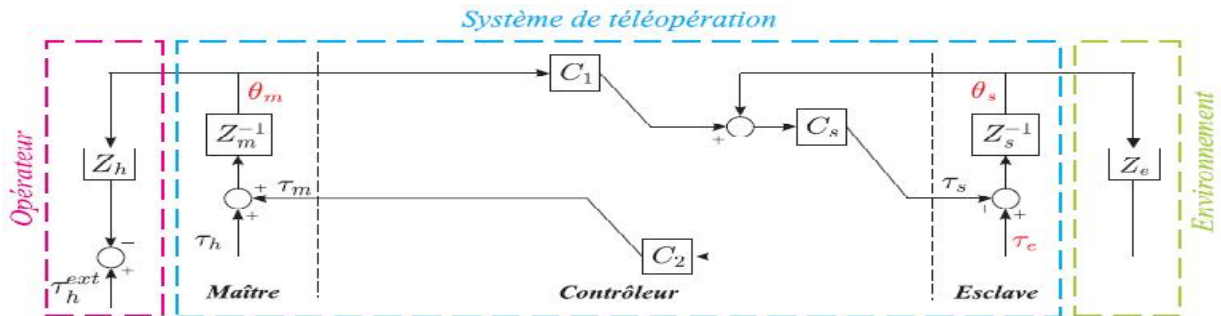 Système de téléopération
C₁
θₘ
θₛ
Zₘ⁻¹
Cₛ
Zₛ⁻¹
Opérateur
Zₕ
+
Zₑ
Environnement
+ τₘ
τₛ
+
+
−
+
τₕ
C₂
τₑ
τₕᵉˣᵗ
Maître
Contrôleur
Esclave